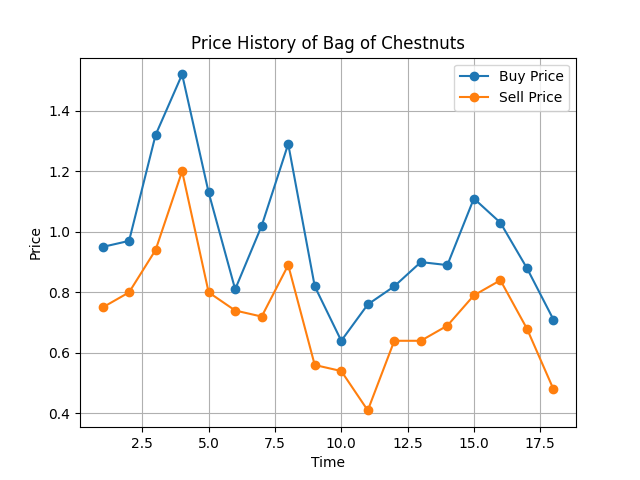 Price History of Bag of Chestnuts
Buy Price
Sell Price
Price
1.4
1.2
1.0
0.8
0.6
0.4
2.5 5.0 7.5 10.0 12.5 15.0 17.5
Time